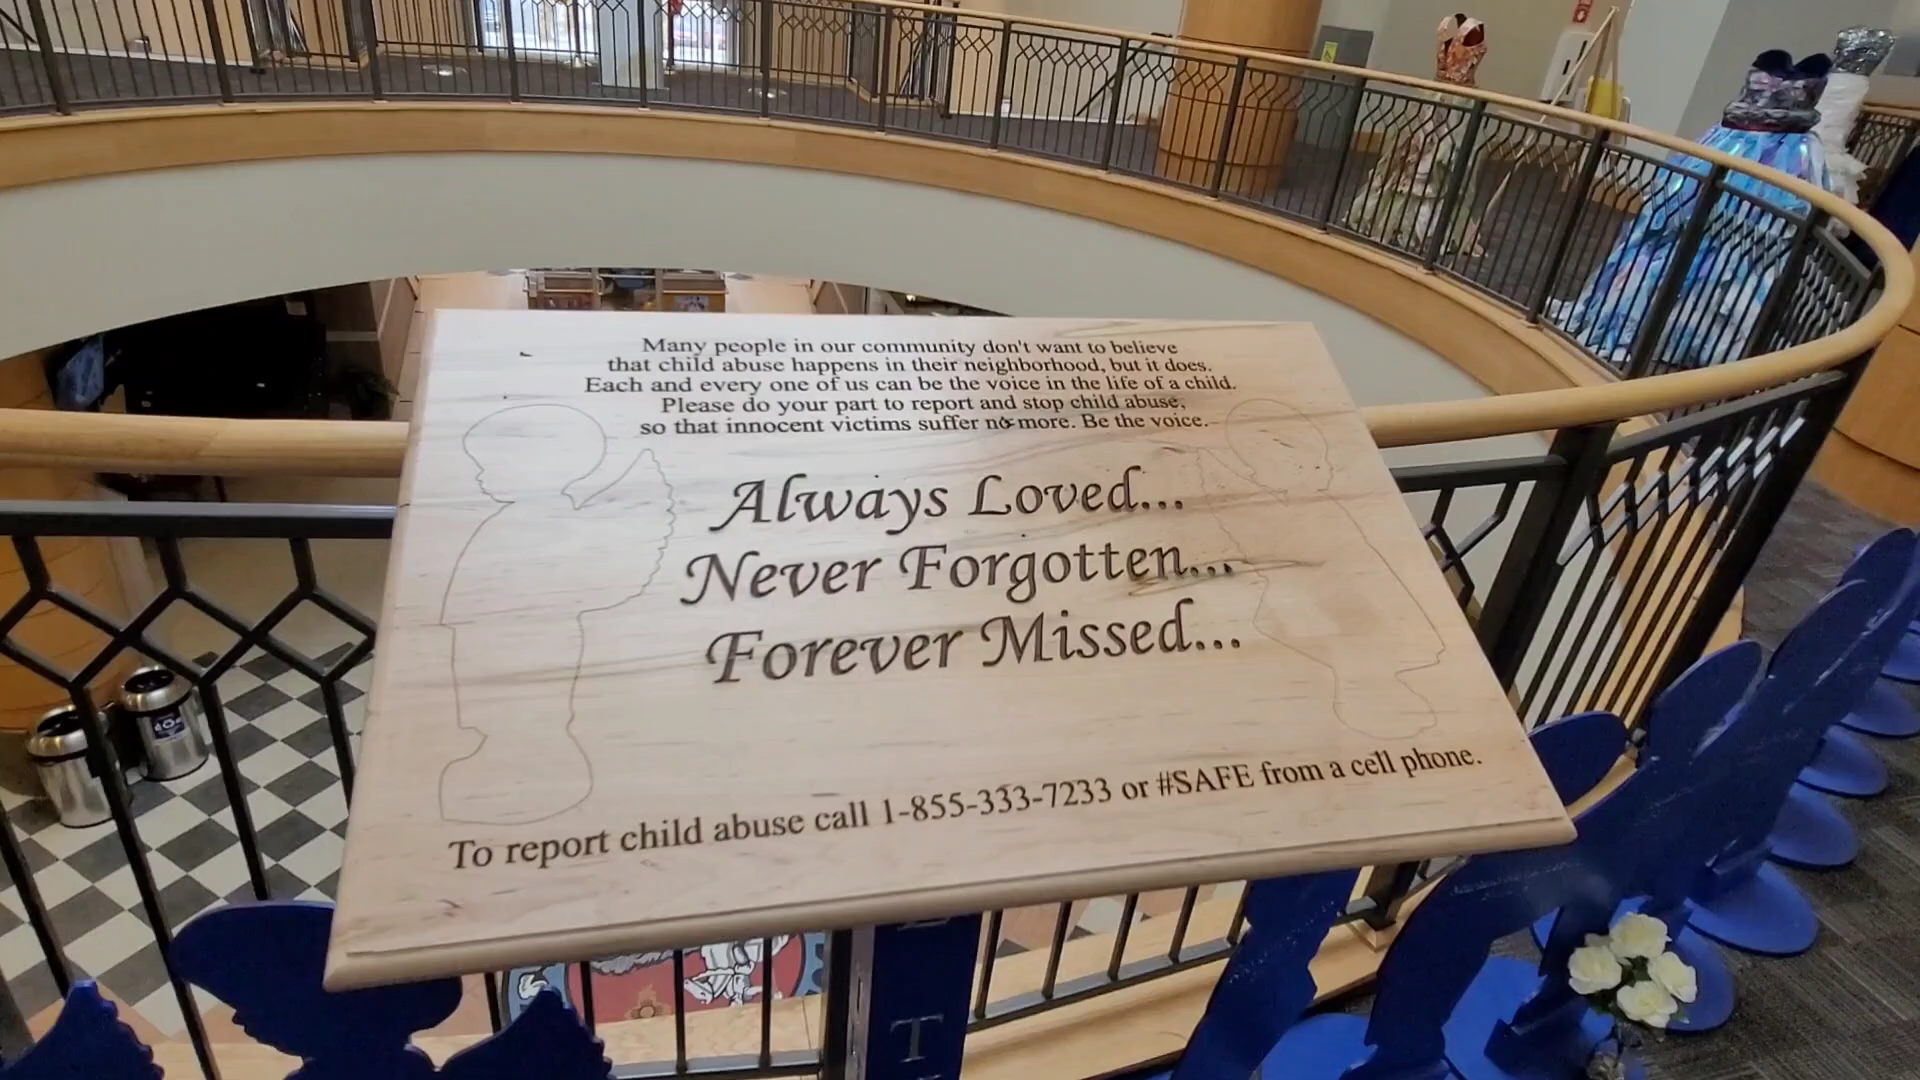 Many people in our community don't want to believe
that child abuse happens in their neighborhood, but it does.
Each and every one of us can be the voice in the life of a child.
Please do your part to report and stop child abuse,
so that innocent victims suffer no more. Be the voice.
Always Loved...
Never Forgotten...
Forever Missed...
To report child abuse call 1-855-333-7233 or #SAFE from a cell phone.
T